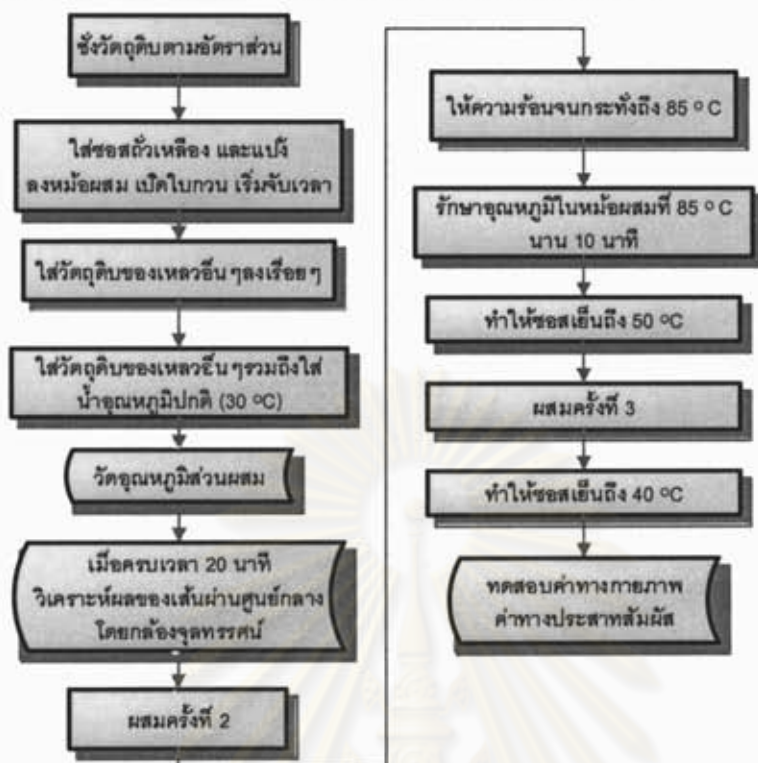 ชั่งวัตถุดิบตามอัตราส่วน
ใส่ซอสถั่วเหลือง และแป้ง
ลงหม้อผสม เปิดใบกวน เริ่มจับเวลา
ใส่วัตถุดิบของเหลวอื่นๆลงเรื่อยๆ
ใส่วัตถุดิบของเหลวอื่นๆรวมถึงใส่
น้ำอุณหภูมิปกติ (30 ºC)
วัดอุณหภูมิส่วนผสม
เมื่อครบเวลา 20 นาที
วิเคราะห์ผลของเส้นผ่านศูนย์กลาง
โดยกล้องจุลทรรศน์
ผสมครั้งที่ 2
ให้ความร้อนจนกระทั่งถึง 85 º C
รักษาอุณหภูมิในหม้อผสมที่ 85 º C
นาน 10 นาที
ทำให้ซอสเย็นถึง 50 ºC
ผสมครั้งที่ 3
ทำให้ซอสเย็นถึง 40 ºC
ทดสอบค่าทางกายภาพ
ค่าทางประสาทสัมผัส